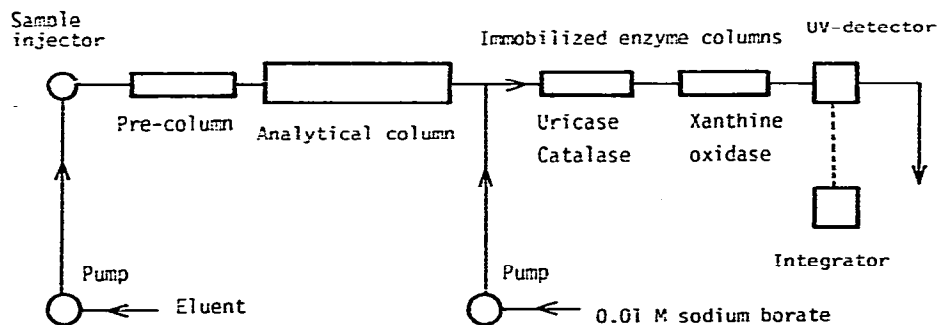 Sample
injector
Immobilized enzyme columns
UV-detector
Pre-column
Analytical column
Uricase
Catalase
Xanthine
oxidase
Pump
Eluent
Pump
0.01 M sodium borate
Integrator